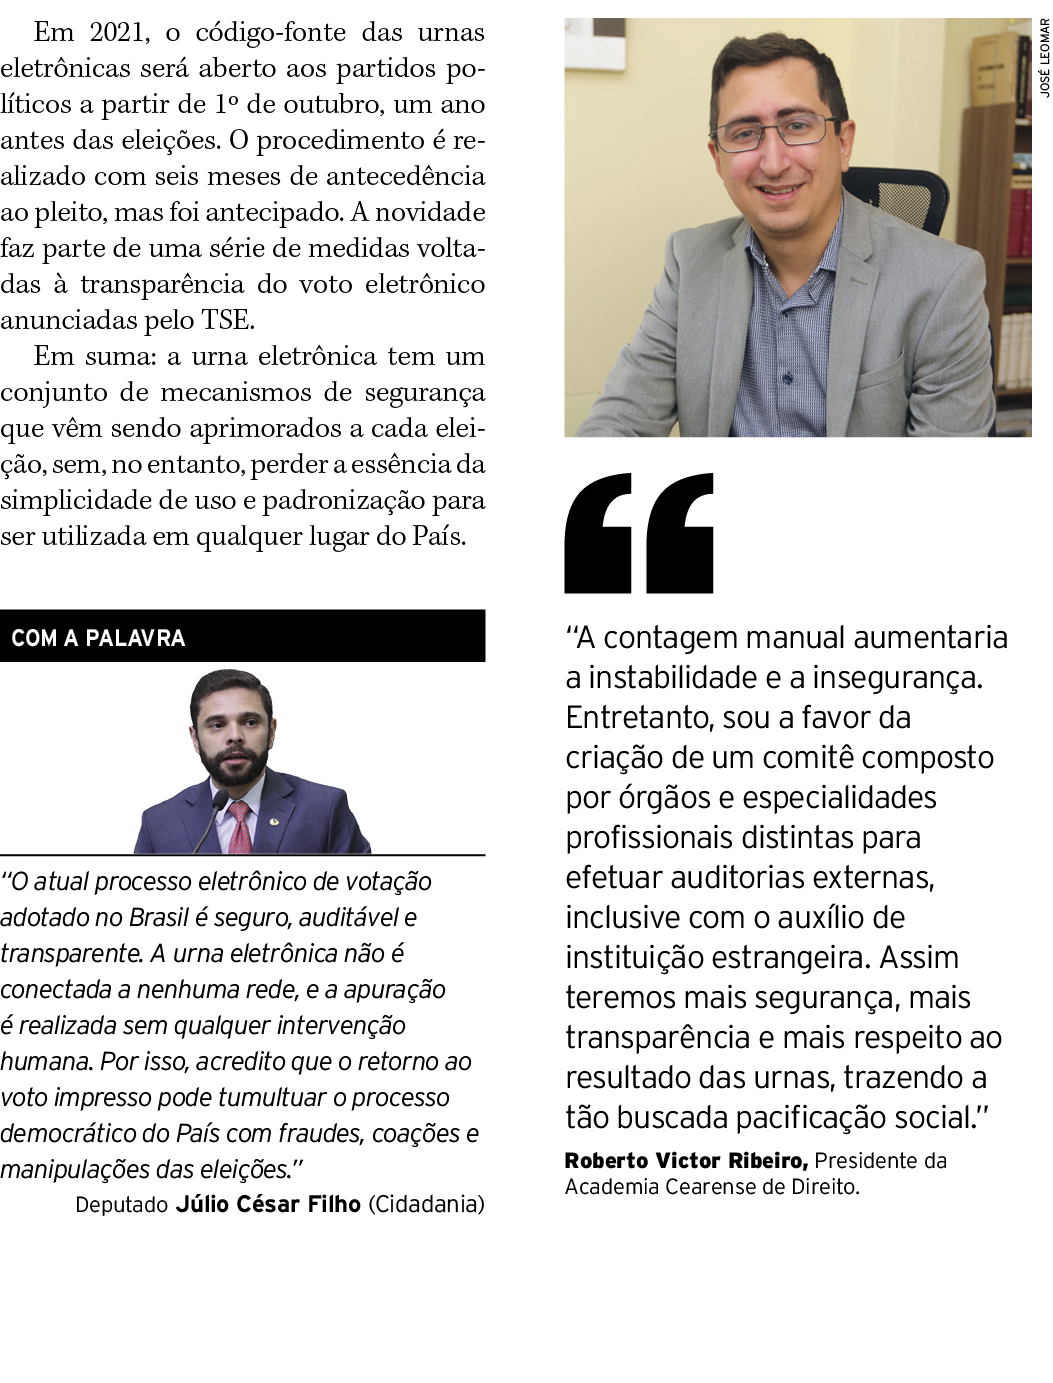 Em 2021, o código-fonte das urnas
eletrônicas será aberto aos partidos po-
líticos a partir de 1º de outubro, um ano
antes das eleições. O procedimento é re-
alizado com seis meses de antecedência
ao pleito, mas foi antecipado. A novidade
faz parte de uma série de medidas volta-
das à transparência do voto eletrônico
anunciadas pelo TSE.
Em suma: a urna eletrônica tem um
conjunto de mecanismos de segurança
que vêm sendo aprimorados a cada elei-
ção, sem, no entanto, perder a essência da
simplicidade de uso e padronização para
ser utilizada em qualquer lugar do País.
COM A PALAVRA
“O atual processo eletrônico de votação
adotado no Brasil é seguro, auditável e
transparente. A urna eletrônica não é
conectada a nenhuma rede, e a apuração
é realizada sem qualquer intervenção
humana. Por isso, acredito que o retorno ao
voto impresso pode tumultuar o processo
democrático do País com fraudes, coações e
manipulações das eleições.”
Deputado Júlio César Filho (Cidadania)
JOSÉ LEOMAR
“
“A contagem manual aumentaria
a instabilidade e a insegurança.
Entretanto, sou a favor da
criação de um comitê composto
por órgãos e especialidades
profissionais distintas para
efetuar auditorias externas,
inclusive com o auxílio de
instituição estrangeira. Assim
teremos mais segurança, mais
transparência e mais respeito ao
resultado das urnas, trazendo a
tão buscada pacificação social.”
Roberto Victor Ribeiro, Presidente da
Academia Cearense de Direito.